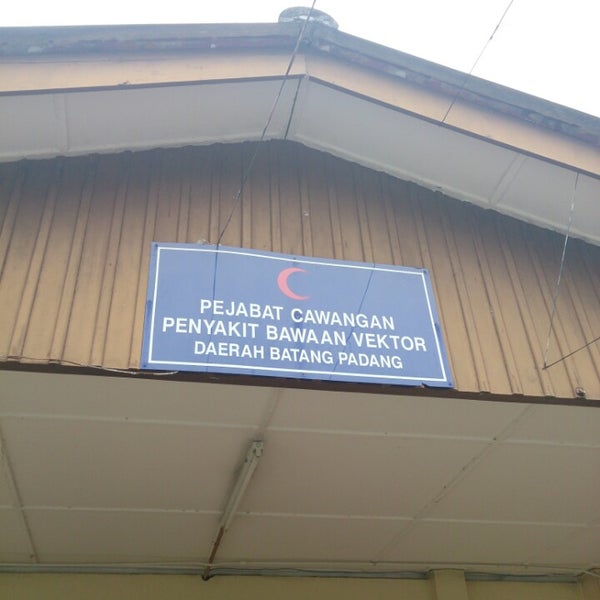 PEJABAT CAWANGAN
PENYAKIT BAWAAN VEKTOR
DAERAH BATANG PADANG